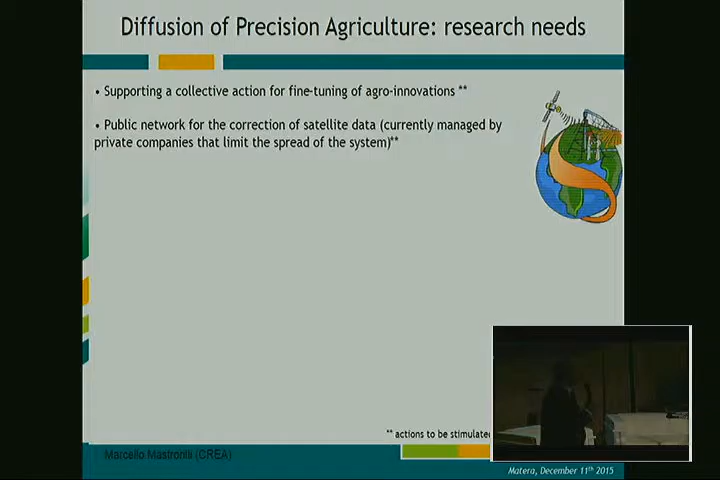 Diffusion of Precision Agriculture: research needs
• Supporting a collective action for fine-tuning of agro-innovations **
• Public network for the correction of satellite data (currently managed by
private companies that limit the spread of the system)**
** actions to be stimulated
Marcello Mastrorilli (CREA)
Matera, December 11th 2015